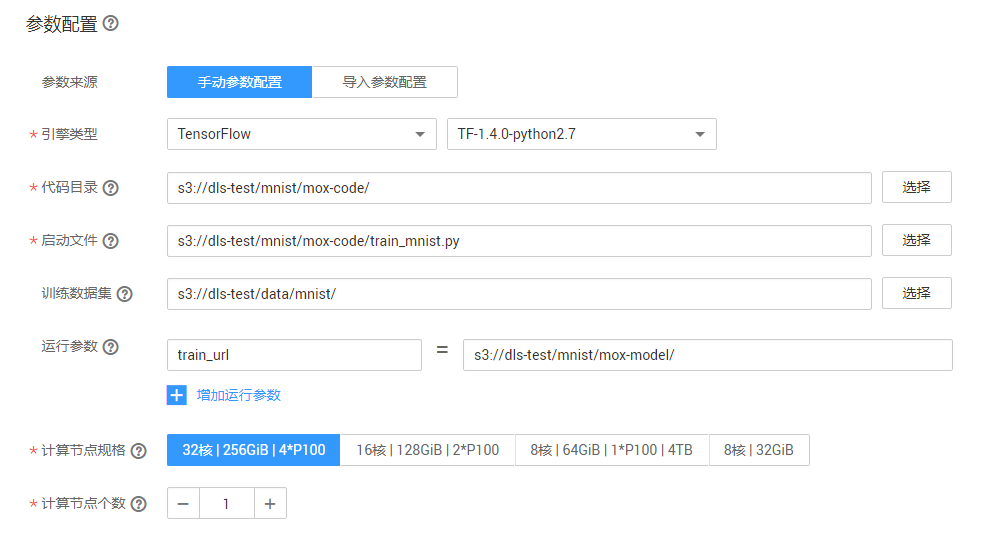 参数配置 ?
参数来源 手动参数配置 导入参数配置
* 引擎类型 TensorFlow TF-1.4.0-python2.7
* 代码目录 ? s3://dls-test/mnist/mox-code/ 选择
* 启动文件 ? s3://dls-test/mnist/mox-code/train_mnist.py 选择
训练数据集 ? s3://dls-test/data/mnist/ 选择
运行参数 ? train_url = s3://dls-test/mnist/mox-model/
+ 增加运行参数
* 计算节点规格 ? 32核 | 256GiB | 4*P100 16核 | 128GiB | 2*P100 8核 | 64GiB | 1*P100 | 4TB 8核 | 32GiB
* 计算节点个数 ? − 1 +